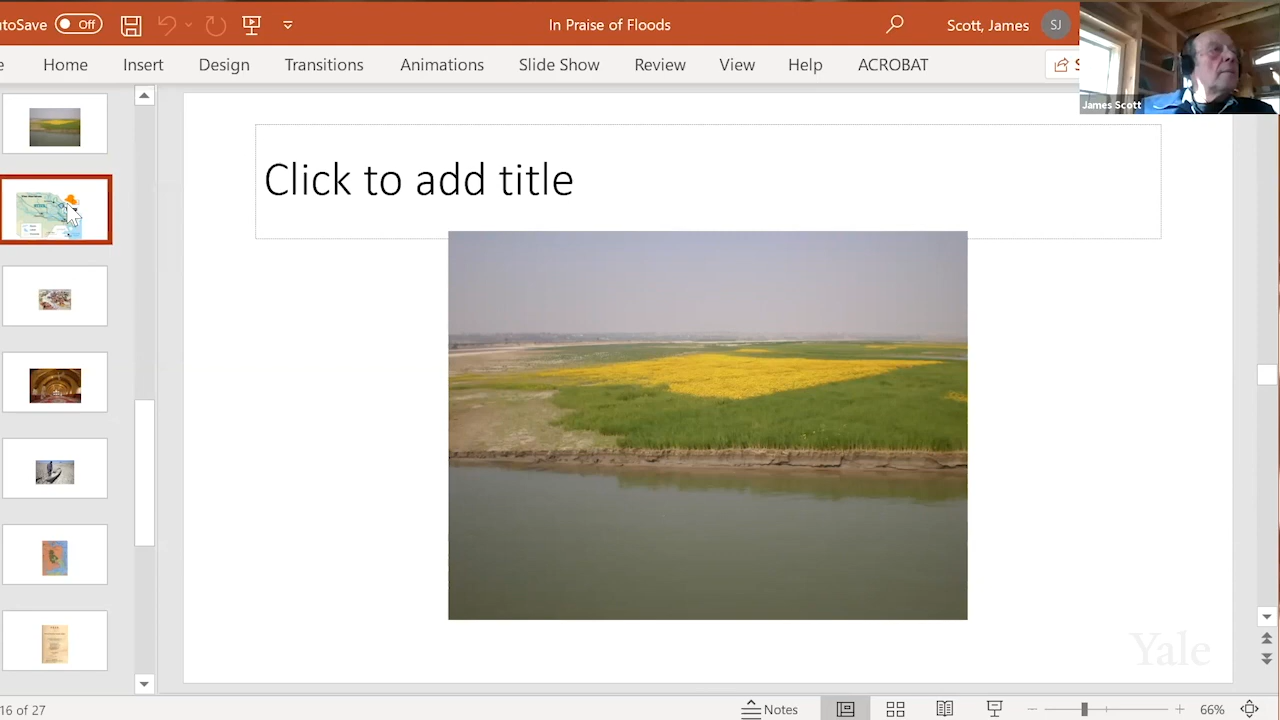 utoSave Off In Praise of Floods Scott, James SJ
e Home Insert Design Transitions Animations Slide Show Review View Help ACROBAT S
James Scott
Click to add title
Yale
16 of 27 Notes 66%